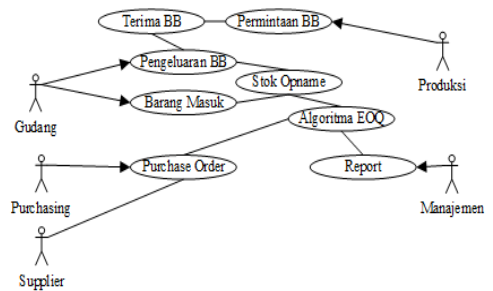 Terima BB
Permintaan BB
Pengeluaran BB
Produksi
Stok Opname
Barang Masuk
Gudang
Algoritma EOQ
Purchase Order
Report
Purchasing
Manajemen
Supplier